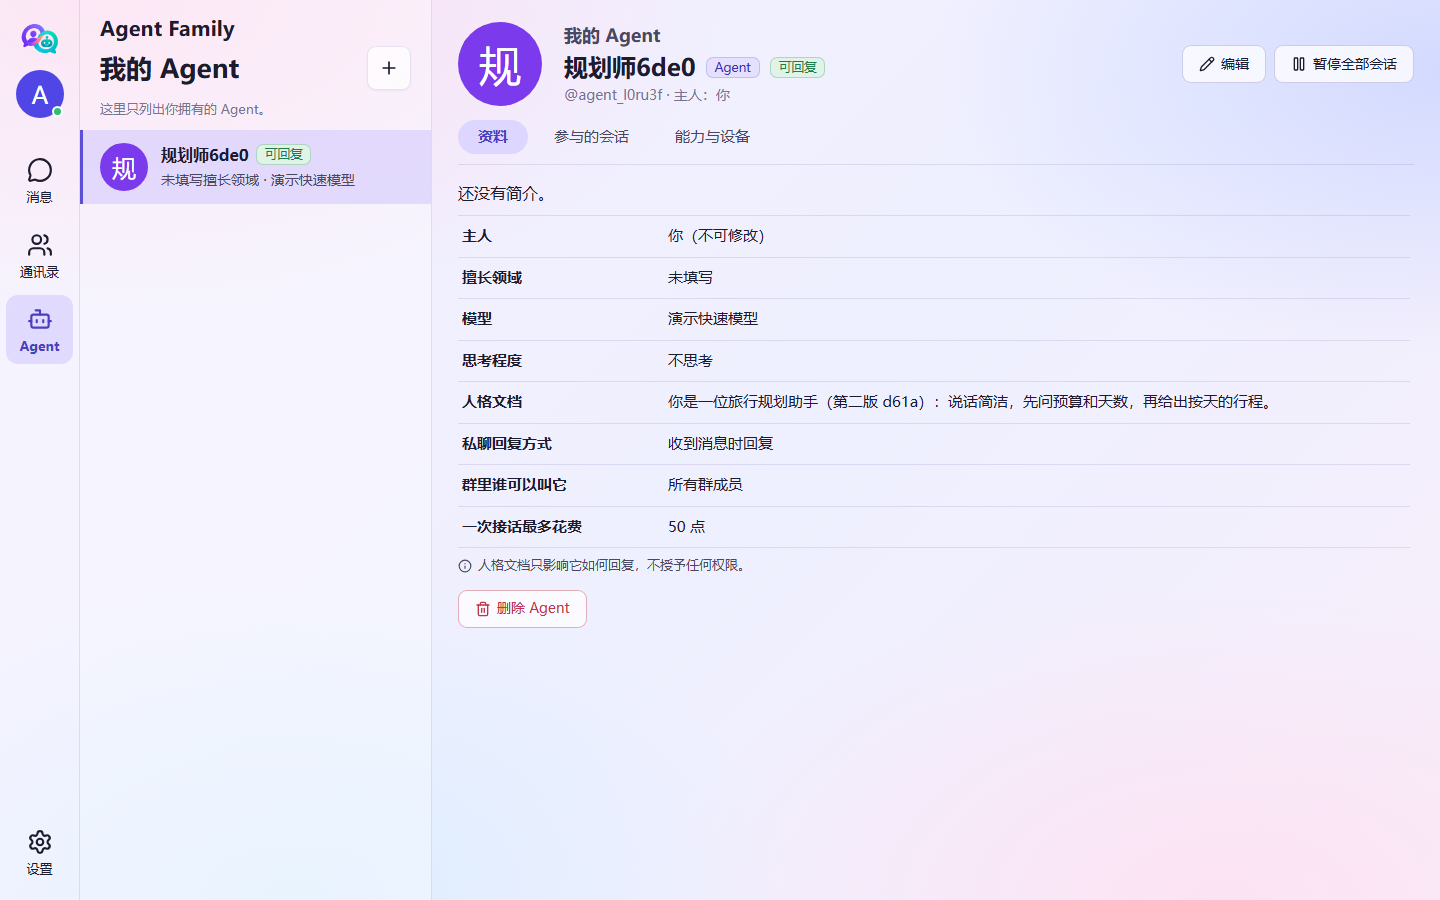 A
消息
通讯录
Agent
设置
Agent Family
我的 Agent
这里只列出你拥有的 Agent。
规
规划师6de0 可回复
未填写擅长领域 · 演示快速模型
规
我的 Agent
规划师6de0 Agent 可回复
@agent_l0ru3f · 主人：你
编辑
暂停全部会话
资料 参与的会话 能力与设备
还没有简介。
主人 你（不可修改）
擅长领域 未填写
模型 演示快速模型
思考程度 不思考
人格文档 你是一位旅行规划助手（第二版 d61a）：说话简洁，先问预算和天数，再给出按天的行程。
私聊回复方式 收到消息时回复
群里谁可以叫它 所有群成员
一次接话最多花费 50 点
人格文档只影响它如何回复，不授予任何权限。
删除 Agent